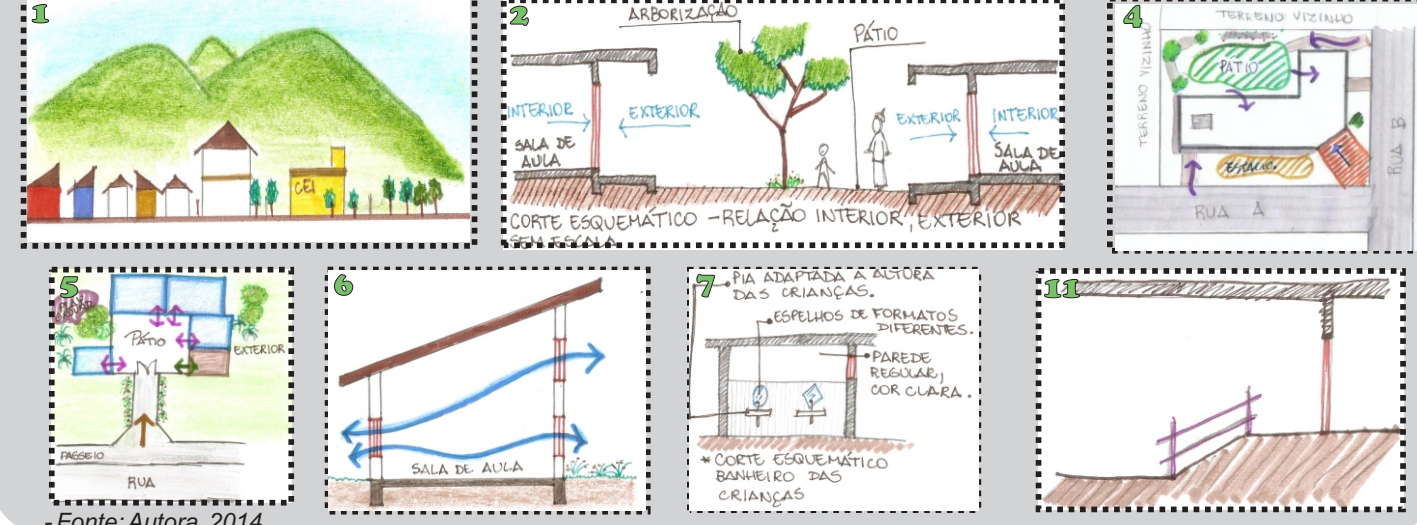 1
CEI
2
ARBORIZAÇÃO
PÁTIO
INTERIOR
EXTERIOR
EXTERIOR
INTERIOR
SALA DE
AULA
SALA DE
AULA
CORTE ESQUEMÁTICO - RELAÇÃO INTERIOR, EXTERIOR
SEM ESCALA
4
TERRENO VIZINHO
TERRENO VIZINHO
PÁTIO
RUA A
RUA B
5
PÁTIO
EXTERIOR
PASSEIO
RUA
6
SALA DE AULA
7
PIA ADAPTADA A ALTURA
DAS CRIANÇAS.
ESPELHOS DE FORMATOS
DIFERENTES.
PAREDE
REGULAR,
COR CLARA.
* CORTE ESQUEMÁTICO
BANHEIRO DAS
CRIANÇAS
11
- Fonte: Autora, 2014